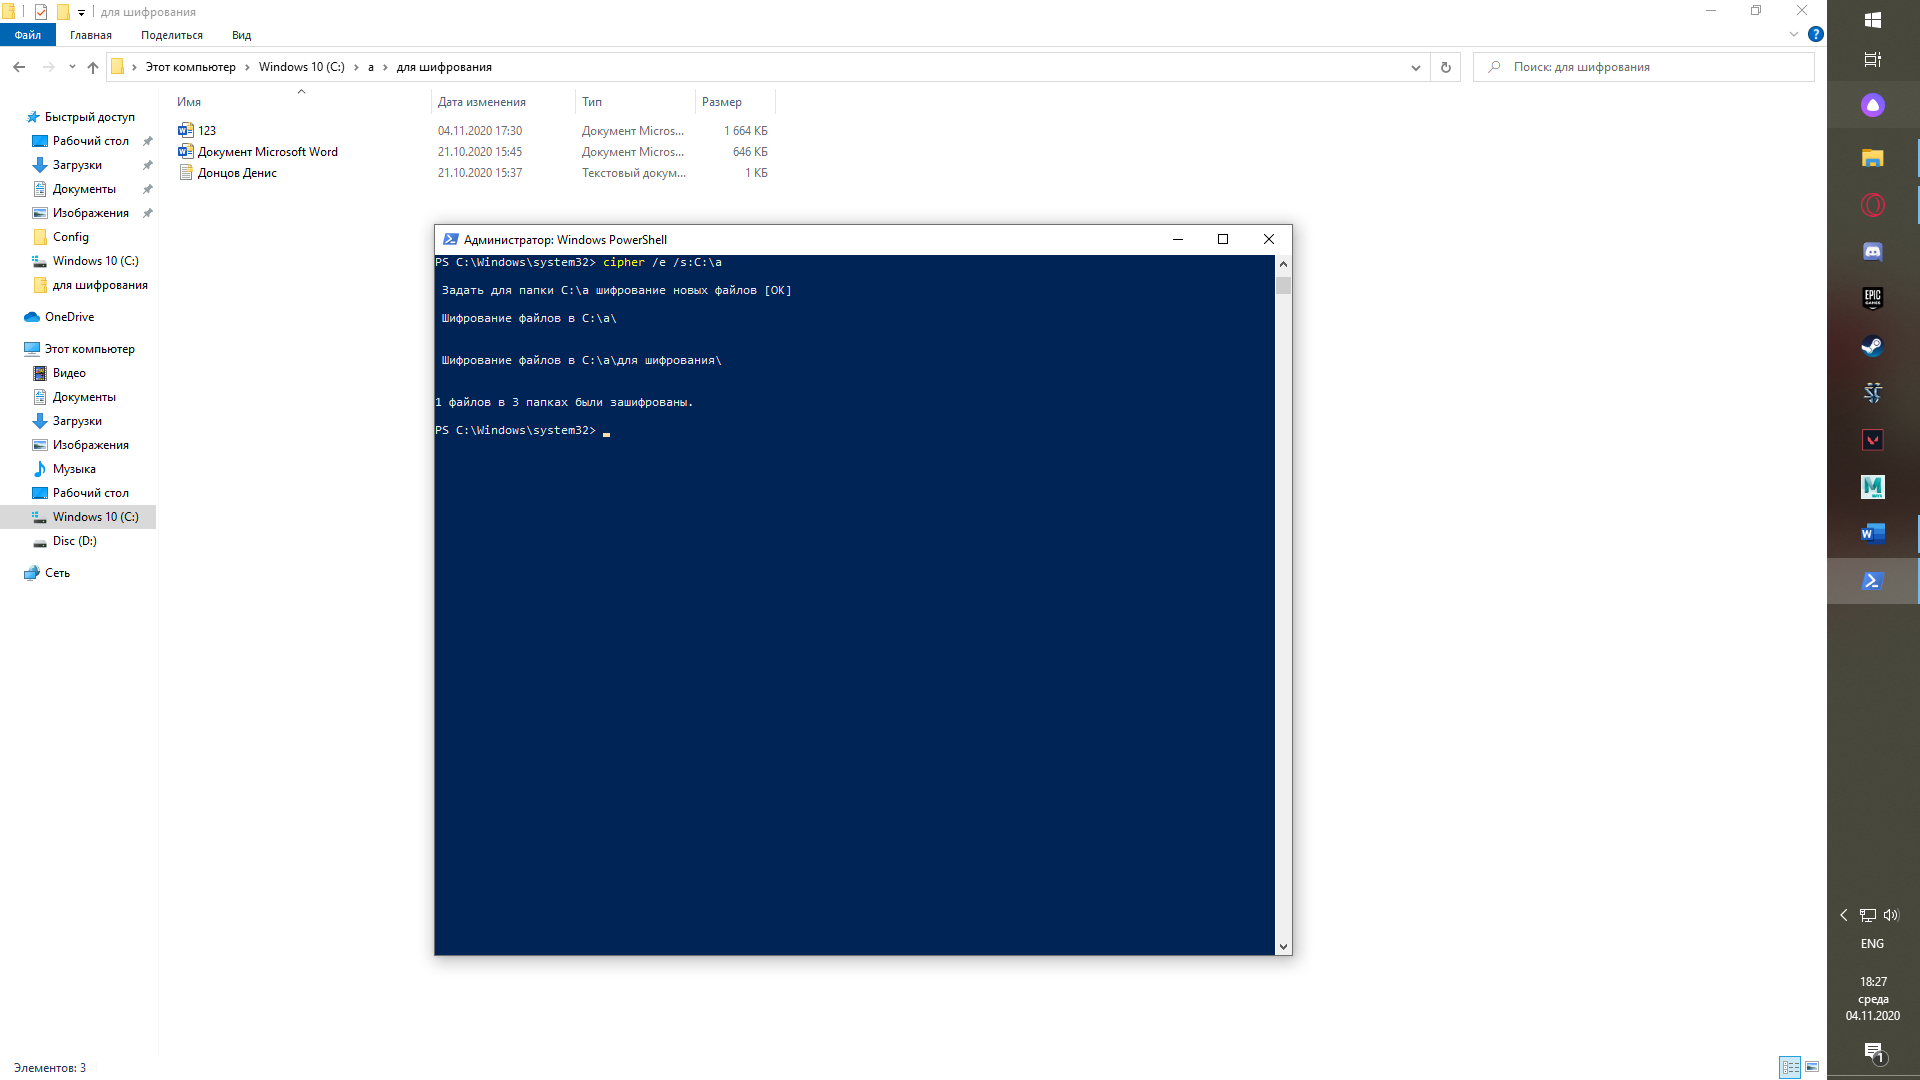 для шифрования
Файл
Главная
Поделиться
Вид
Этот компьютер
Windows 10 (C:)
a
для шифрования
Поиск: для шифрования
Имя
Дата изменения
Тип
Размер
123
04.11.2020 17:30
Документ Micros...
1 664 КБ
Документ Microsoft Word
21.10.2020 15:45
Документ Micros...
646 КБ
Донцов Денис
21.10.2020 15:37
Текстовый докум...
1 КБ
Быстрый доступ
Рабочий стол
Загрузки
Документы
Изображения
Config
Windows 10 (C:)
для шифрования
OneDrive
Этот компьютер
Видео
Документы
Загрузки
Изображения
Музыка
Рабочий стол
Windows 10 (C:)
Disc (D:)
Сеть
Элементов: 3
Администратор: Windows PowerShell
PS C:\Windows\system32> cipher /e /s:C:\a
Задать для папки C:\a шифрование новых файлов [OK]
Шифрование файлов в C:\a\
Шифрование файлов в C:\a\для шифрования\
1 файлов в 3 папках были зашифрованы.
PS C:\Windows\system32>
EPIC
GAMES
ENG
18:27
среда
04.11.2020
1